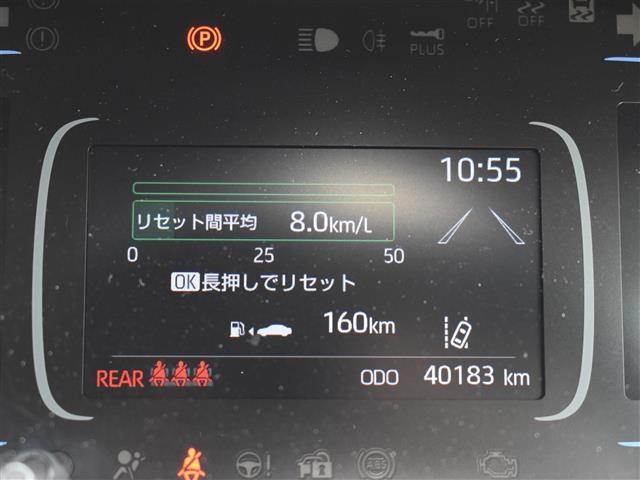 OFF OFF
P
PLUS
10:55
リセット間平均 8.0km/L
0 25 50
OK長押しでリセット
160km
REAR ODO 40183 km
ABS